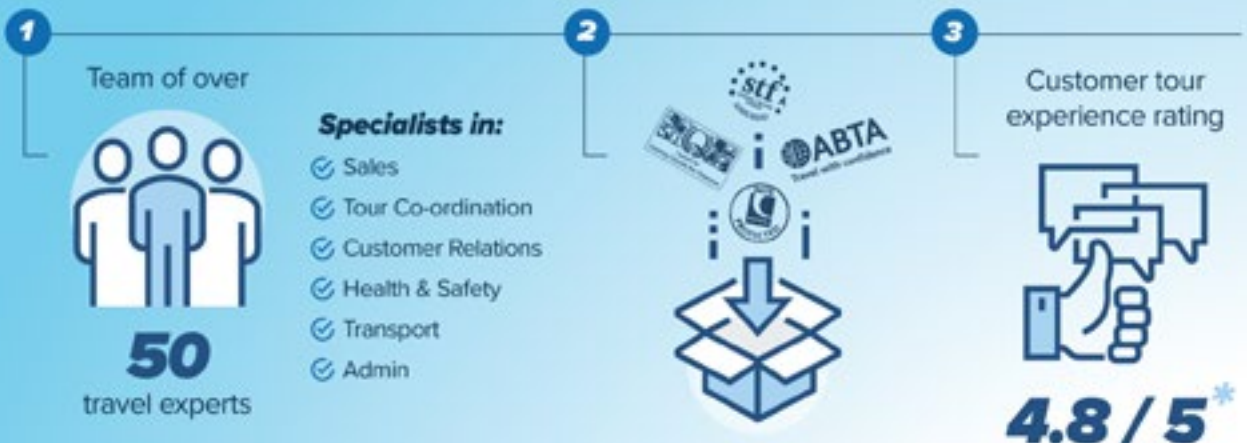 1
Team of over
50
travel experts
Specialists in:
Sales
Tour Co-ordination
Customer Relations
Health & Safety
Transport
Admin
2
stf
ABTA
Travel with confidence
3
Customer tour
experience rating
4.8 / 5*